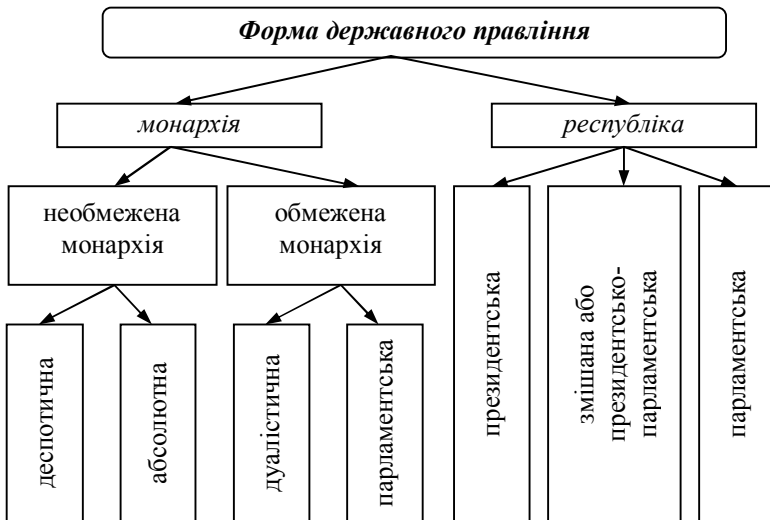 Форма державного правління
монархія
республіка
необмежена
монархія
обмежена
монархія
деспотична
абсолютна
дуалістична
парламентська
президентська
змішана або
президентсько-
парламентська
парламентська